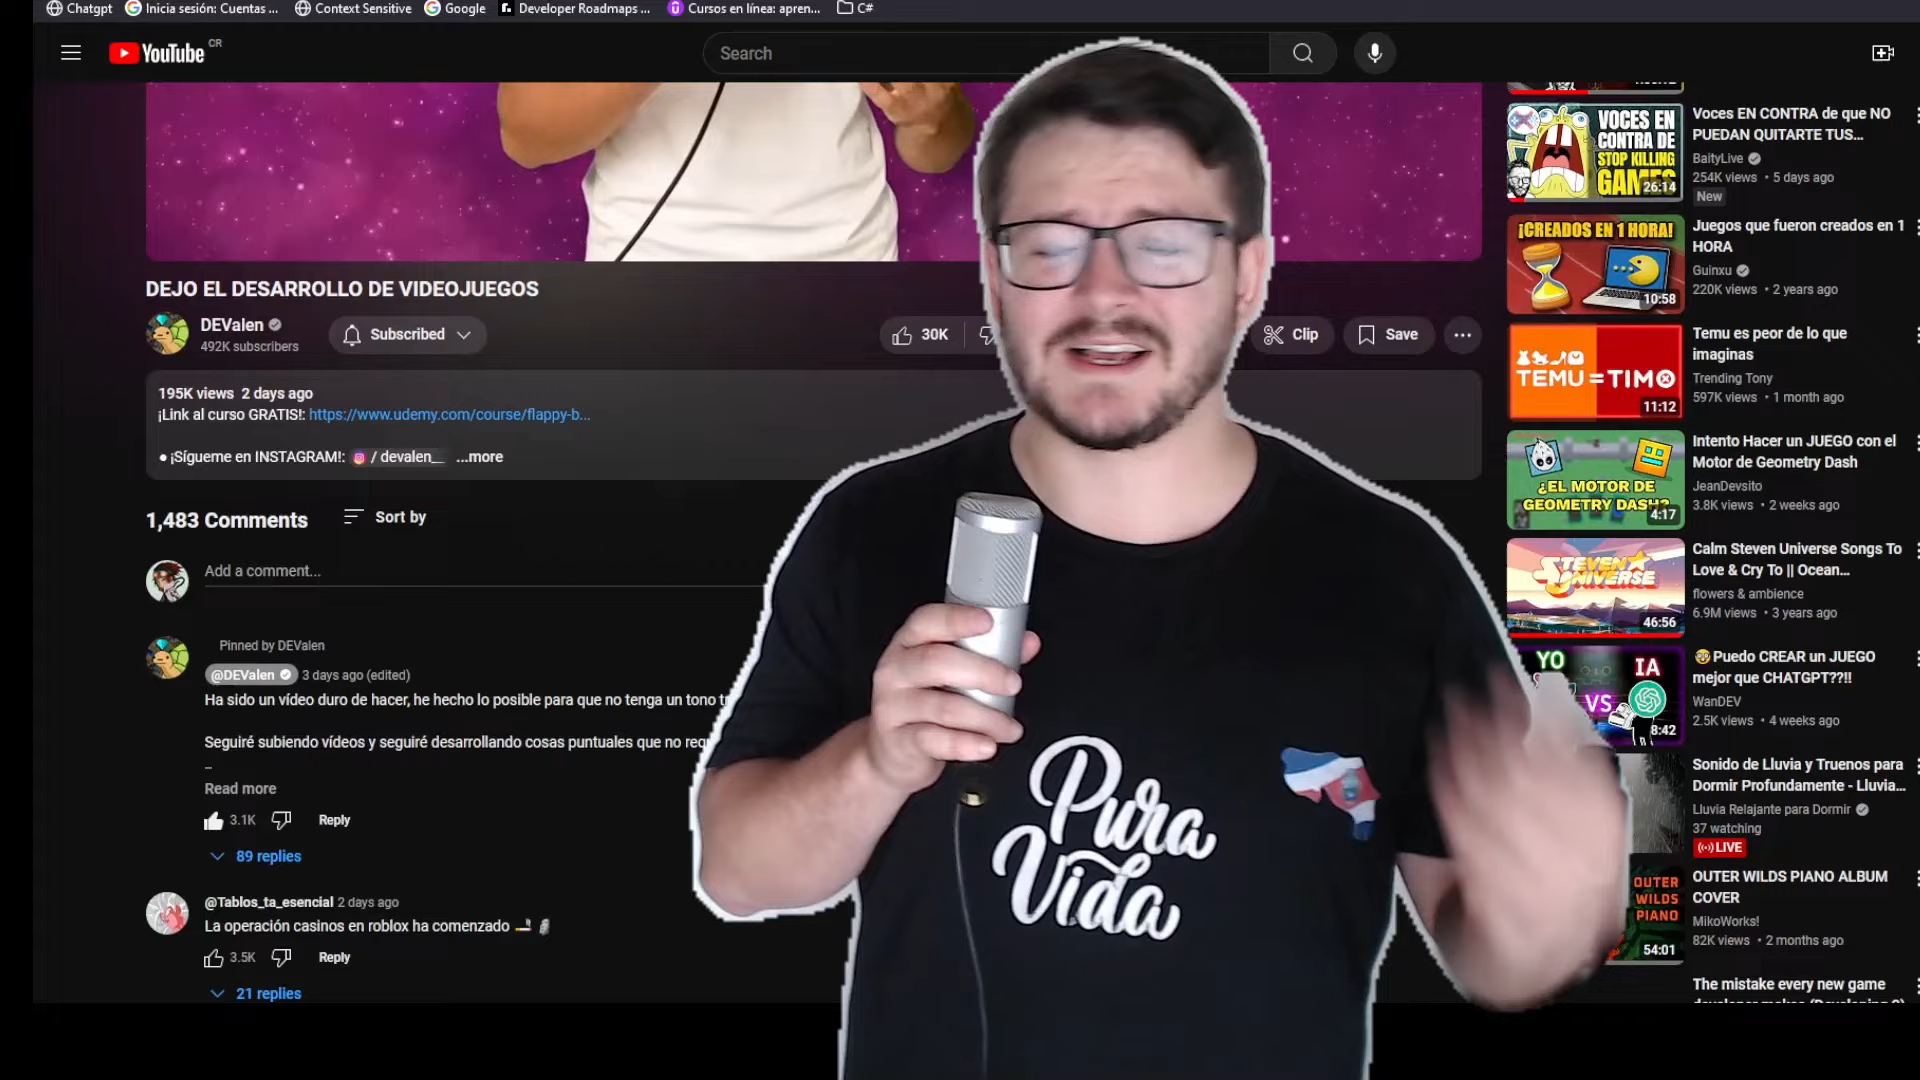 Chatgpt
Inicia sesión: Cuentas ...
Context Sensitive
Google
Developer Roadmaps ...
Cursos en línea: apren...
C#
YouTube CR
Search
DEJO EL DESARROLLO DE VIDEOJUEGOS
DEValen
492K subscribers
Subscribed
30K
Clip
Save
195K views 2 days ago
¡Link al curso GRATIS!: https://www.udemy.com/course/flappy-b...
● ¡Sígueme en INSTAGRAM!: / devalen__ ...more
1,483 Comments
Sort by
Add a comment...
Pinned by DEValen
@DEValen 3 days ago (edited)
Ha sido un vídeo duro de hacer, he hecho lo posible para que no tenga un tono
Seguiré subiendo vídeos y seguiré desarrollando cosas puntuales que no
–
Read more
3.1K
Reply
89 replies
@Tablos_ta_esencial 2 days ago
La operación casinos en roblox ha comenzado
3.5K
Reply
21 replies
Pura
Vida
VOCES EN
CONTRA DE
STOP KILLING
GAMES
26:14
Voces EN CONTRA de que NO
PUEDAN QUITARTE TUS...
BaityLive
254K views • 5 days ago
New
¡CREADOS EN 1 HORA!
10:58
Juegos que fueron creados en 1
HORA
Guinxu
220K views • 2 years ago
TEMU = TIMO
11:12
Temu es peor de lo que
imaginas
Trending Tony
597K views • 1 month ago
¿EL MOTOR DE
GEOMETRY DASH?
4:17
Intento Hacer un JUEGO con el
Motor de Geometry Dash
JeanDevsito
3.8K views • 2 weeks ago
STEVEN
UNIVERSE
46:56
Calm Steven Universe Songs To
Love & Cry To || Ocean...
flowers & ambience
6.9M views • 3 years ago
YO
VS
IA
8:42
Puedo CREAR un JUEGO
mejor que CHATGPT??!!
WanDEV
2.5K views • 4 weeks ago
Sonido de Lluvia y Truenos para
Dormir Profundamente - Lluvia...
Lluvia Relajante para Dormir
37 watching
LIVE
OUTER
WILDS
PIANO
54:01
OUTER WILDS PIANO ALBUM
COVER
MikoWorks!
82K views • 2 months ago
The mistake every new game